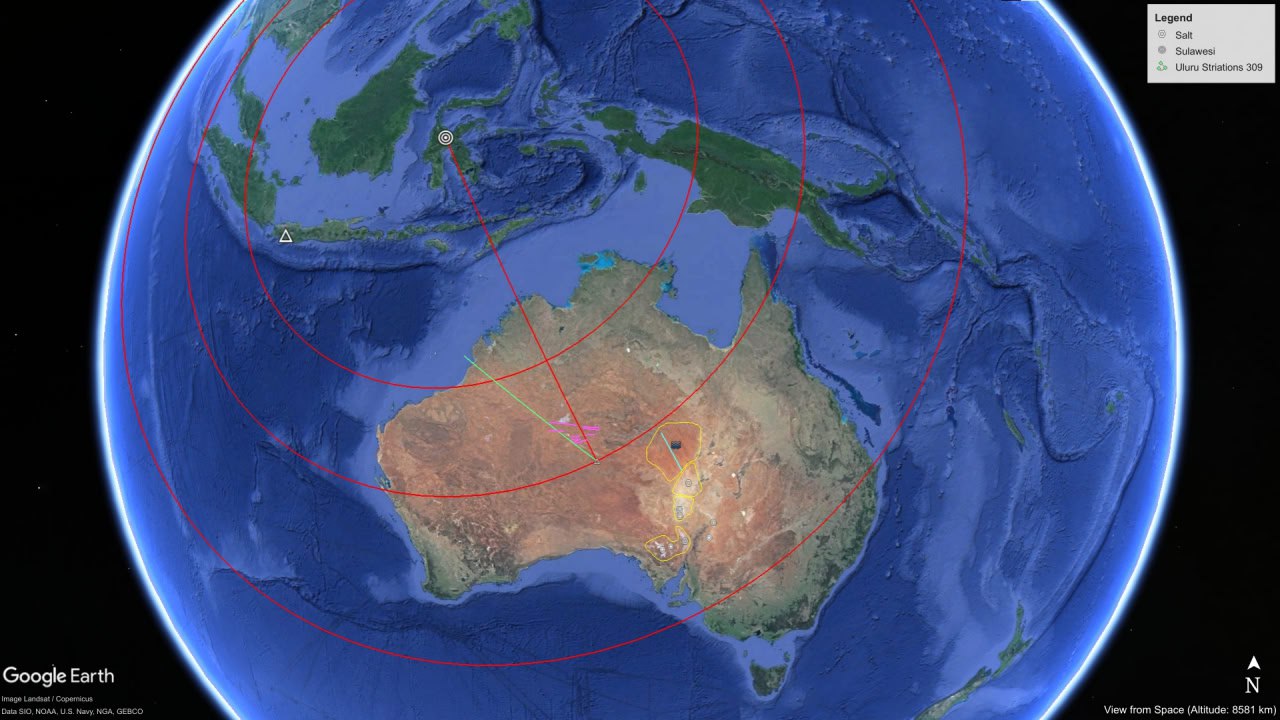 Legend
Salt
Sulawesi
Uluru Striations 309
Google Earth
Image Landsat / Copernicus
Data SIO, NOAA, U.S. Navy, NGA, GEBCO
N
View from Space (Altitude: 8581 km)